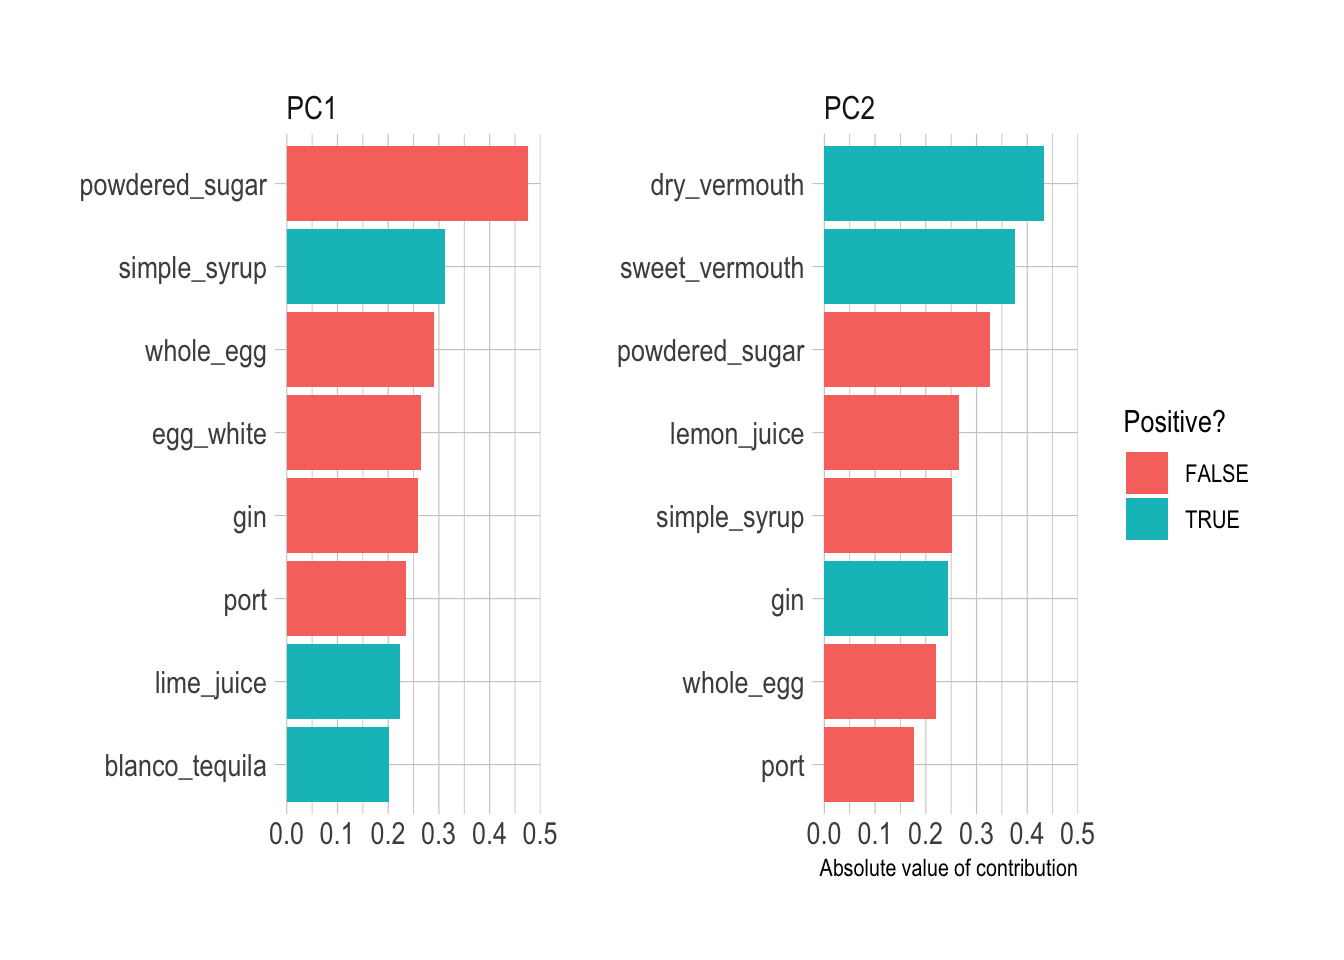 PC1
powdered_sugar
simple_syrup
whole_egg
egg_white
gin
port
lime_juice
blanco_tequila
0.0 0.1 0.2 0.3 0.4 0.5
PC2
dry_vermouth
sweet_vermouth
powdered_sugar
lemon_juice
simple_syrup
gin
whole_egg
port
0.0 0.1 0.2 0.3 0.4 0.5
Absolute value of contribution
Positive?
FALSE
TRUE